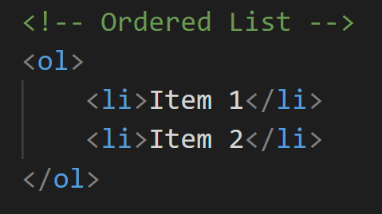 <!-- Ordered List -->
<ol>
    <li>Item 1</li>
    <li>Item 2</li>
</ol>